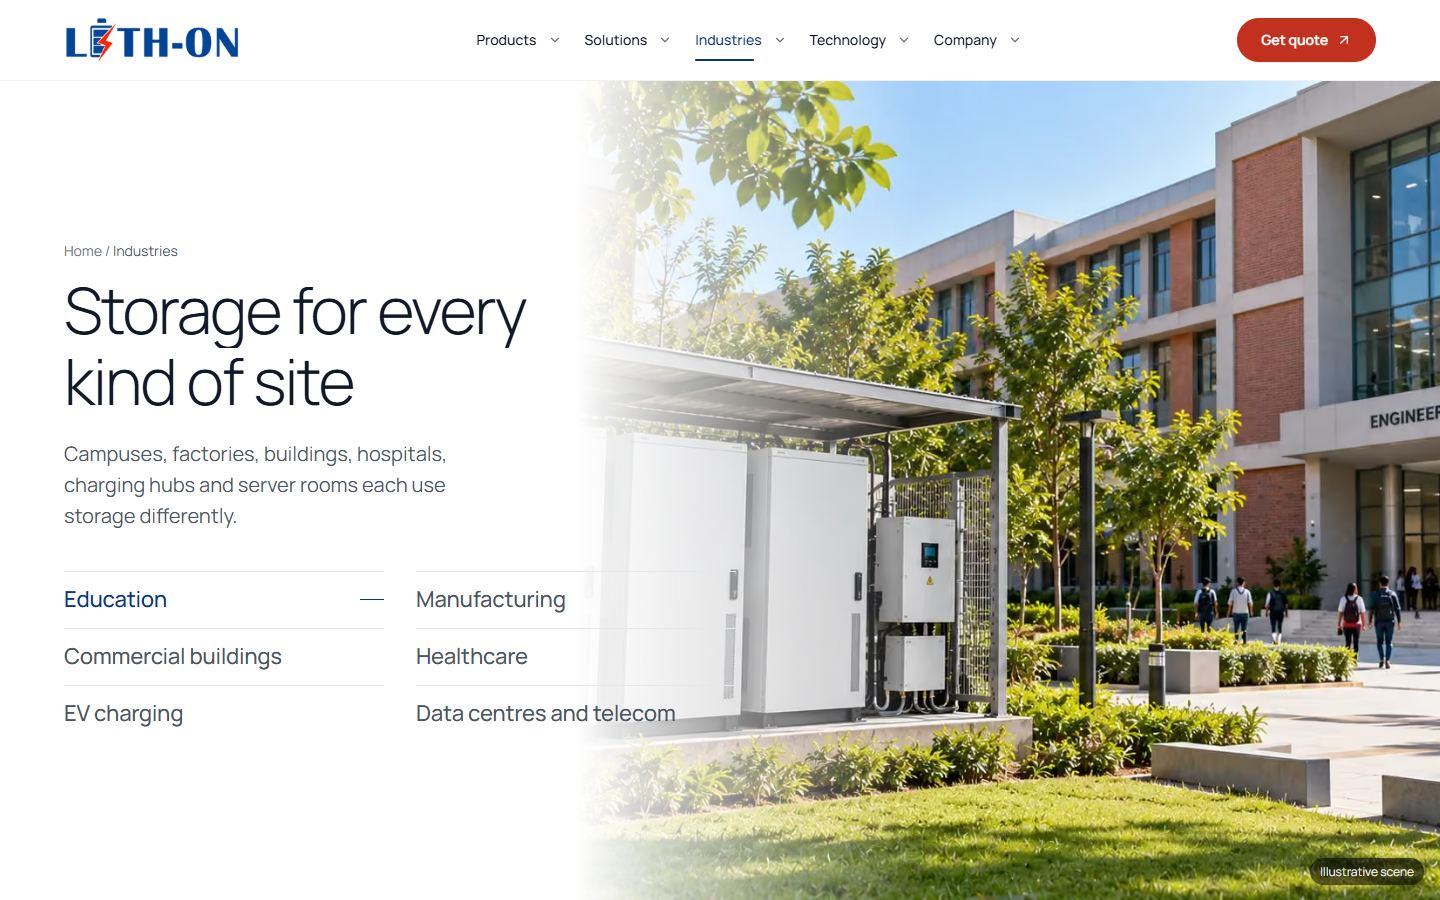 LITH-ON
Products
Solutions
Industries
Technology
Company
Get quote
Home / Industries
Storage for every
kind of site
Campuses, factories, buildings, hospitals,
charging hubs and server rooms each use
storage differently.
Education
Manufacturing
Commercial buildings
Healthcare
EV charging
Data centres and telecom
ENGINEER
Illustrative scene